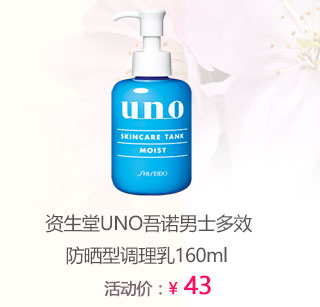 uno
SKINCARE TANK
MOIST
SHISEIDO
资生堂UNO吾诺男士多效
防晒型调理乳160ml
活动价：¥ 43